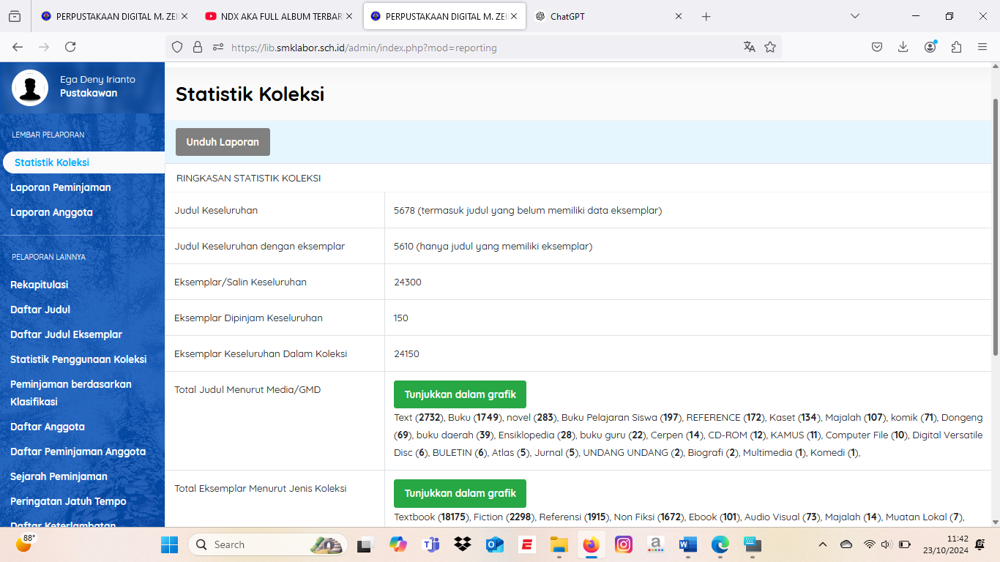 PERPUSTAKAAN DIGITAL M. ZEI
NDX AKA FULL ALBUM TERBAR
PERPUSTAKAAN DIGITAL M. ZEI
ChatGPT
https://lib.smklabor.sch.id/admin/index.php?mod=reporting
Ega Deny Irianto
Pustakawan
LEMBAR PELAPORAN
Statistik Koleksi
Laporan Peminjaman
Laporan Anggota
PELAPORAN LAINNYA
Rekapitulasi
Daftar Judul
Daftar Judul Eksemplar
Statistik Penggunaan Koleksi
Peminjaman berdasarkan
Klasifikasi
Daftar Anggota
Daftar Peminjaman Anggota
Sejarah Peminjaman
Peringatan Jatuh Tempo
Daftar Keterlambatan
Statistik Koleksi
Unduh Laporan
RINGKASAN STATISTIK KOLEKSI
Judul Keseluruhan 5678 (termasuk judul yang belum memiliki data eksemplar)
Judul Keseluruhan dengan eksemplar 5610 (hanya judul yang memiliki eksemplar)
Eksemplar/Salin Keseluruhan 24300
Eksemplar Dipinjam Keseluruhan 150
Eksemplar Keseluruhan Dalam Koleksi 24150
Total Judul Menurut Media/GMD Tunjukkan dalam grafik
Text (2732), Buku (1749), novel (283), Buku Pelajaran Siswa (197), REFERENCE (172), Kaset (134), Majalah (107), komik (71), Dongeng
(69), buku daerah (39), Ensiklopedia (28), buku guru (22), Cerpen (14), CD-ROM (12), KAMUS (11), Computer File (10), Digital Versatile
Disc (6), BULETIN (6), Atlas (5), Jurnal (5), UNDANG UNDANG (2), Biografi (2), Multimedia (1), Komedi (1),
Total Eksemplar Menurut Jenis Koleksi Tunjukkan dalam grafik
Textbook (18175), Fiction (2298), Referensi (1915), Non Fiksi (1672), Ebook (101), Audio Visual (73), Majalah (14), Muatan Lokal (7),
88°
Search
11:42
23/10/2024